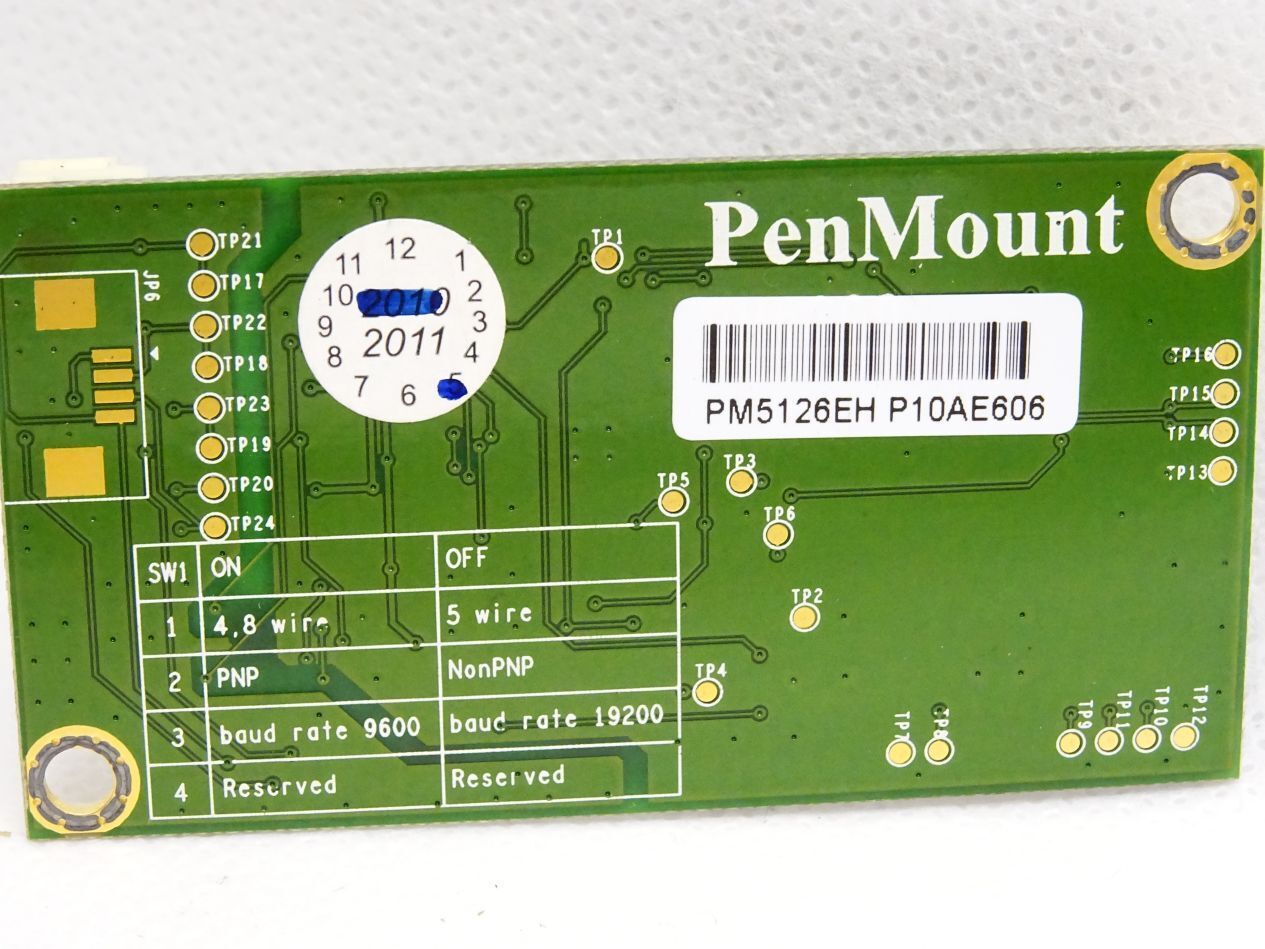 PenMount
PM5126EH P10AE606
12
11 1
10 2010 2
9 2011 3
8 4
7 6 5
JP6
TP21
TP17
TP22
TP18
TP23
TP19
TP20
TP24
TP1
TP3
TP5
TP6
TP2
TP4
TP16
TP15
TP14
TP13
TP7
TP8
TP9
TP11
TP10
TP12
SW1 ON OFF
1 4,8 wire 5 wire
2 PNP NonPNP
3 baud rate 9600 baud rate 19200
4 Reserved Reserved